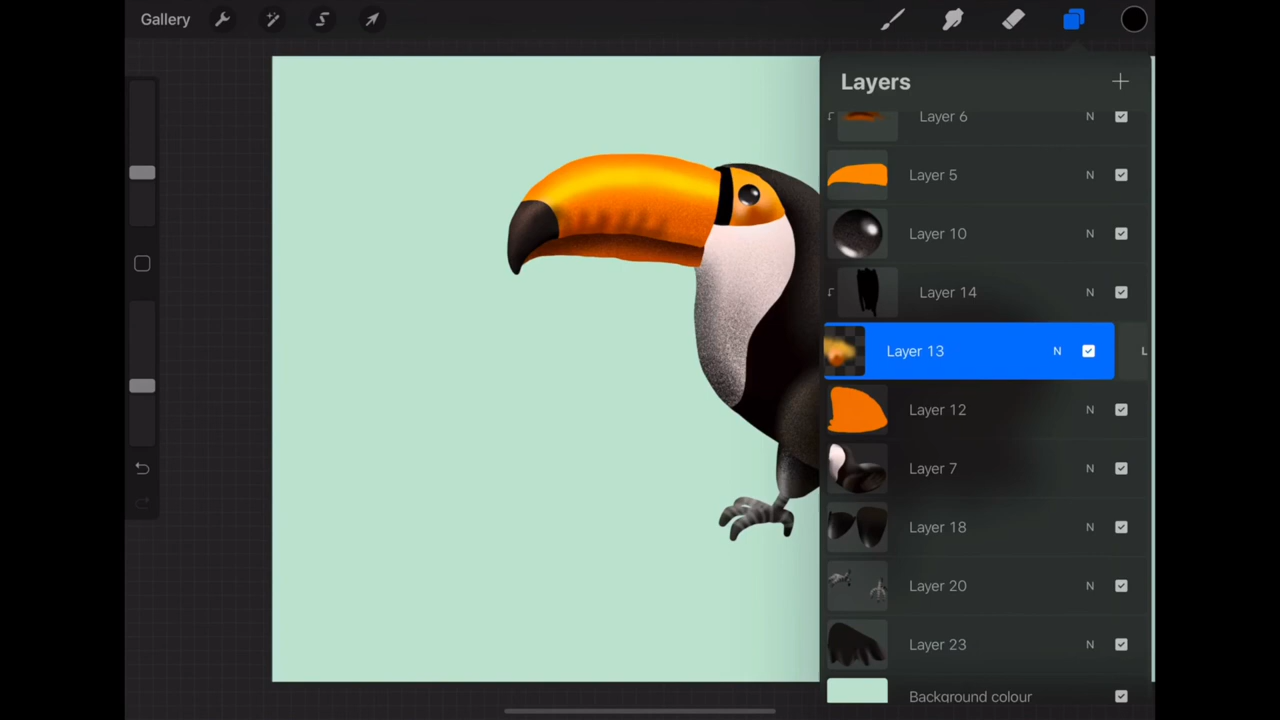 Gallery
Layers
Layer 6 N
Layer 5 N
Layer 10 N
Layer 14 N
Layer 13 N L
Layer 12 N
Layer 7 N
Layer 18 N
Layer 20 N
Layer 23 N
Background colour